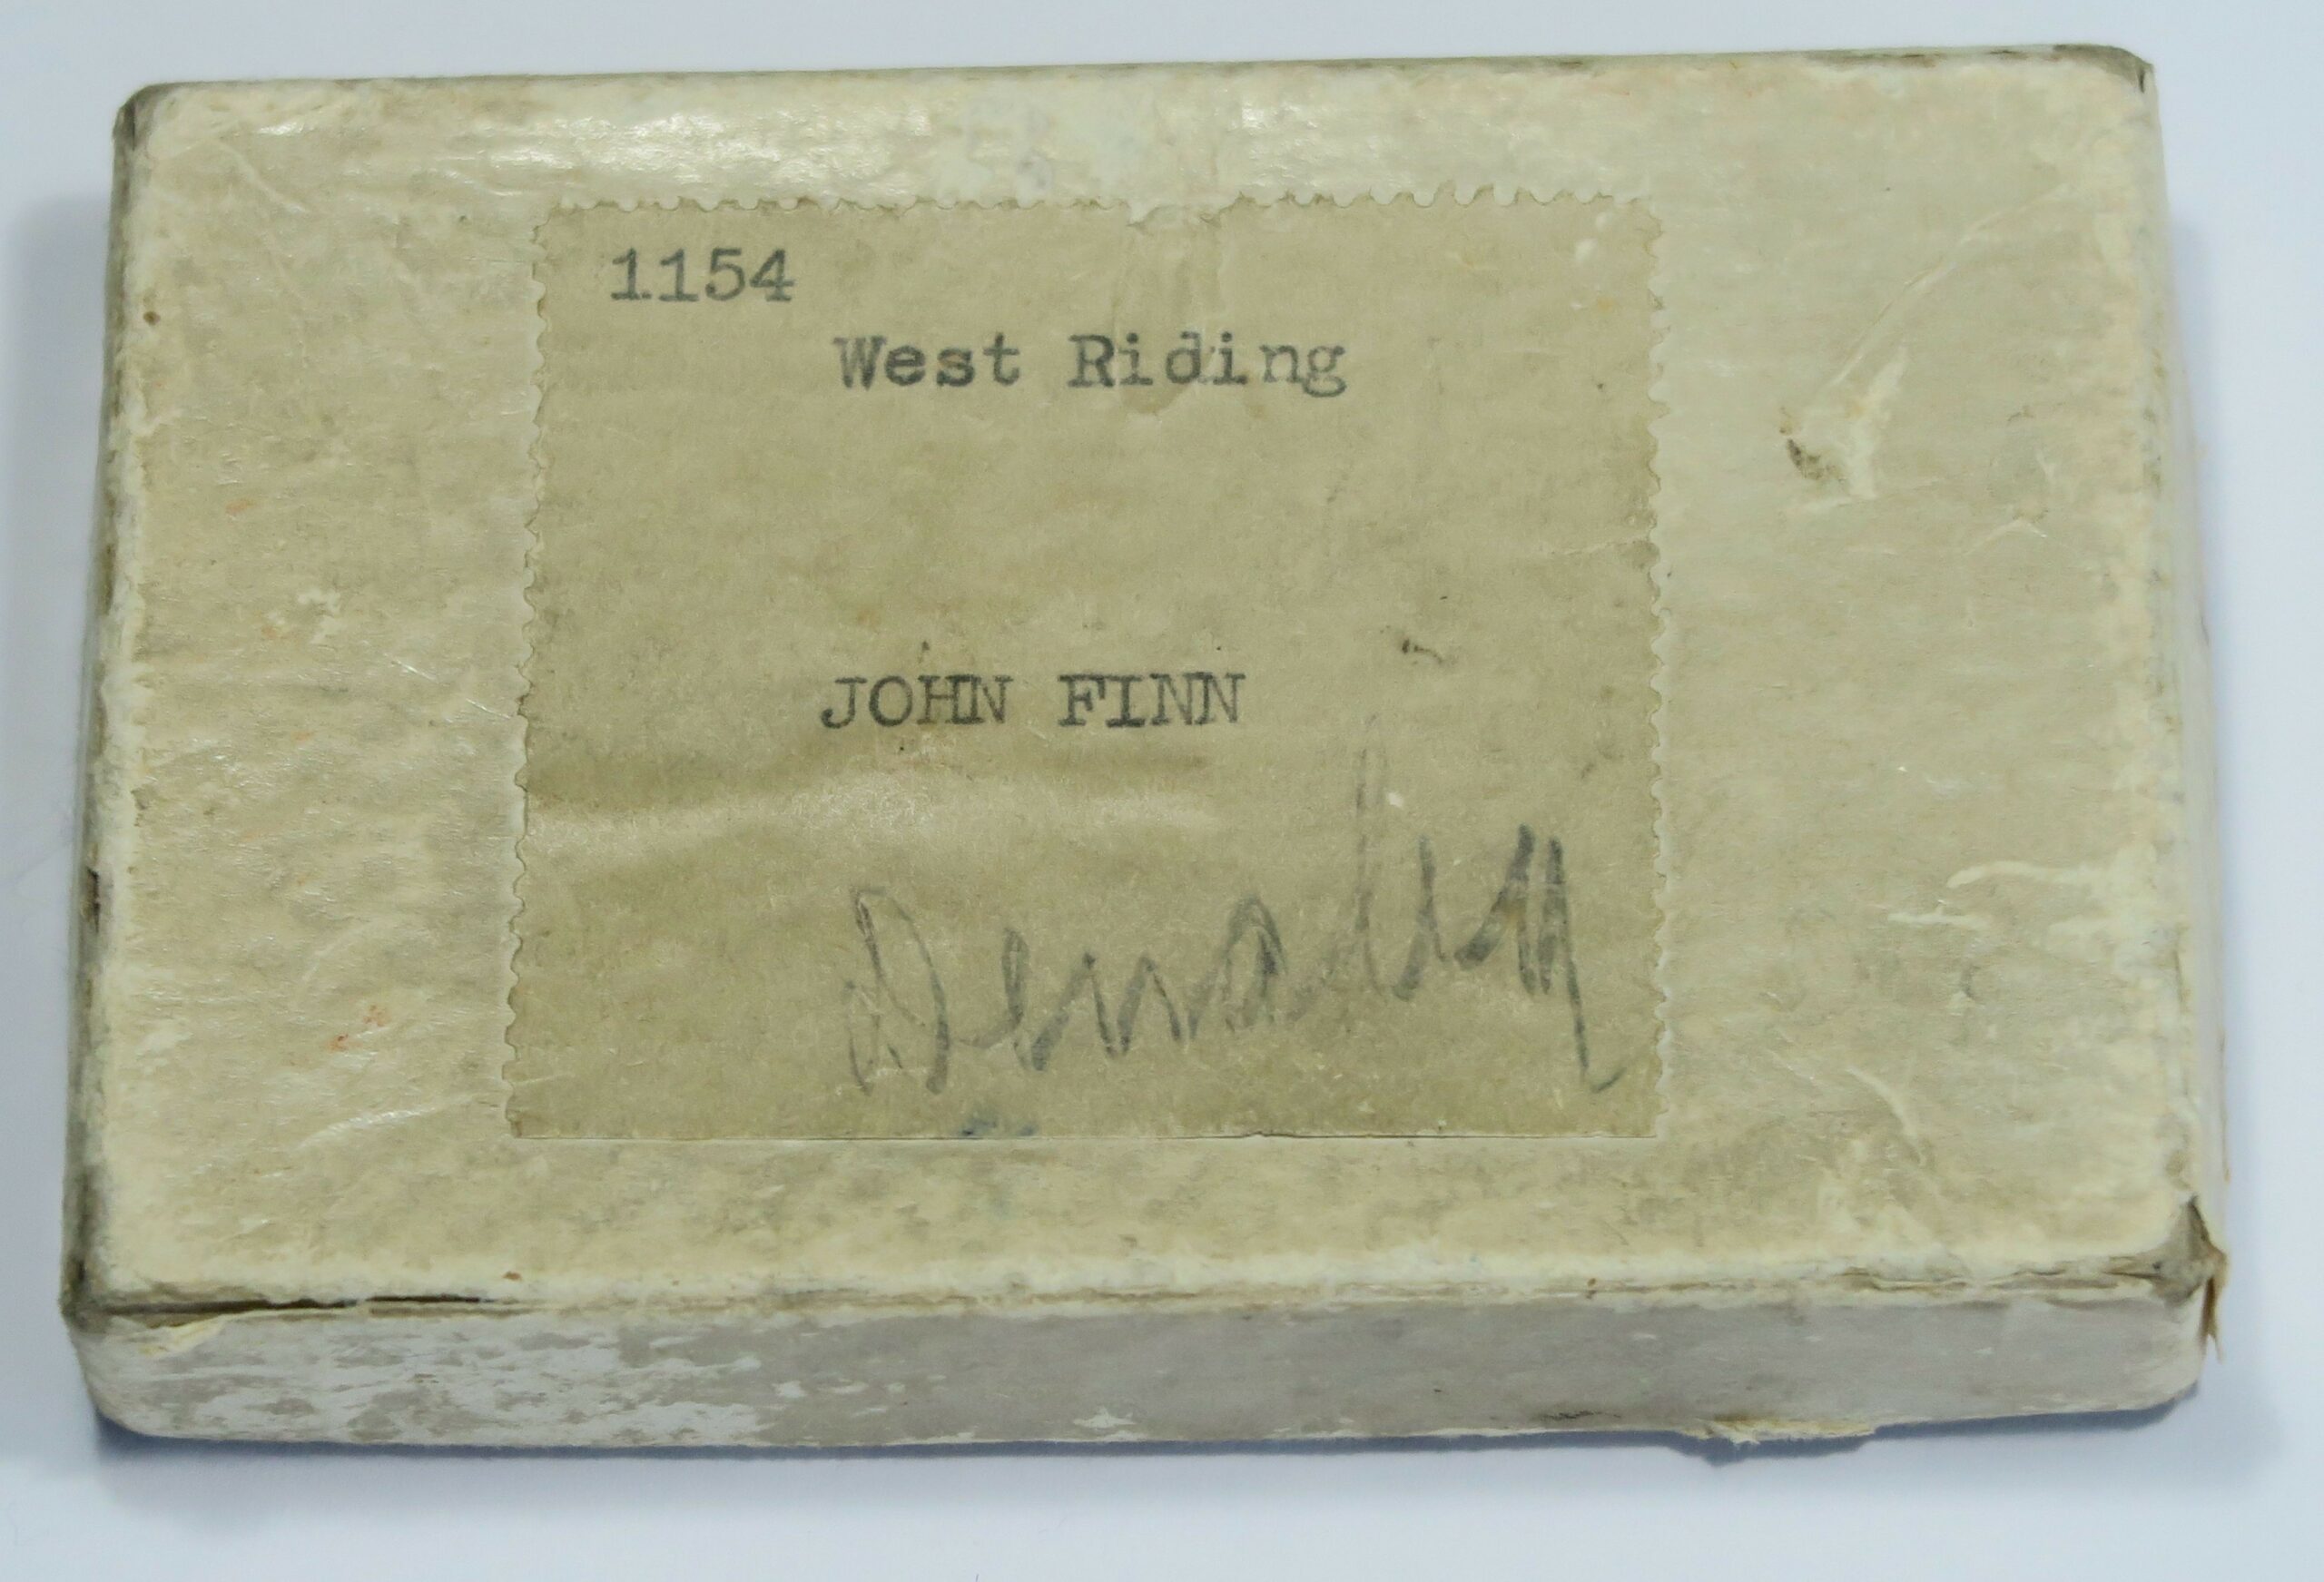 1154
West Riding
JOHN FINN